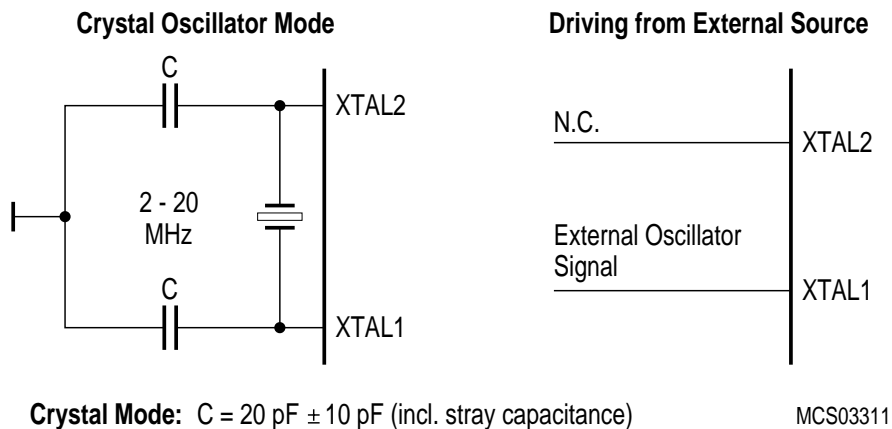 Crystal Oscillator Mode
C
XTAL2
2 - 20
MHz
C
XTAL1
Driving from External Source
N.C.
XTAL2
External Oscillator
Signal
XTAL1
Crystal Mode: C = 20 pF ± 10 pF (incl. stray capacitance)
MCS03311